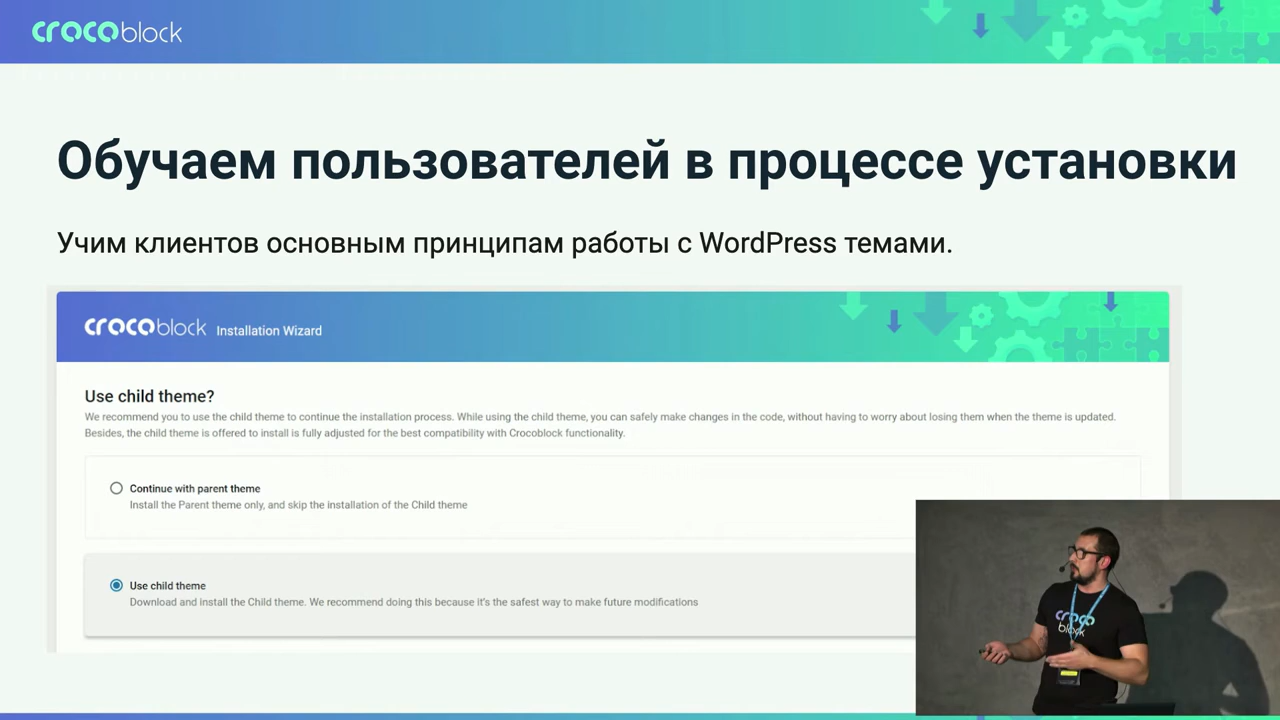 crocoblock
Обучаем пользователей в процессе установки
Учим клиентов основным принципам работы с WordPress темами.
crocoblock Installation Wizard
Use child theme?
We recommend you to use the child theme to continue the installation process. While using the child theme, you can safely make changes in the code, without having to worry about losing them when the theme is updated.
Besides, the child theme is offered to install is fully adjusted for the best compatibility with Crocoblock functionality.
Continue with parent theme
Install the Parent theme only, and skip the installation of the Child theme
Use child theme
Download and install the Child theme. We recommend doing this because it's the safest way to make future modifications
croco
block